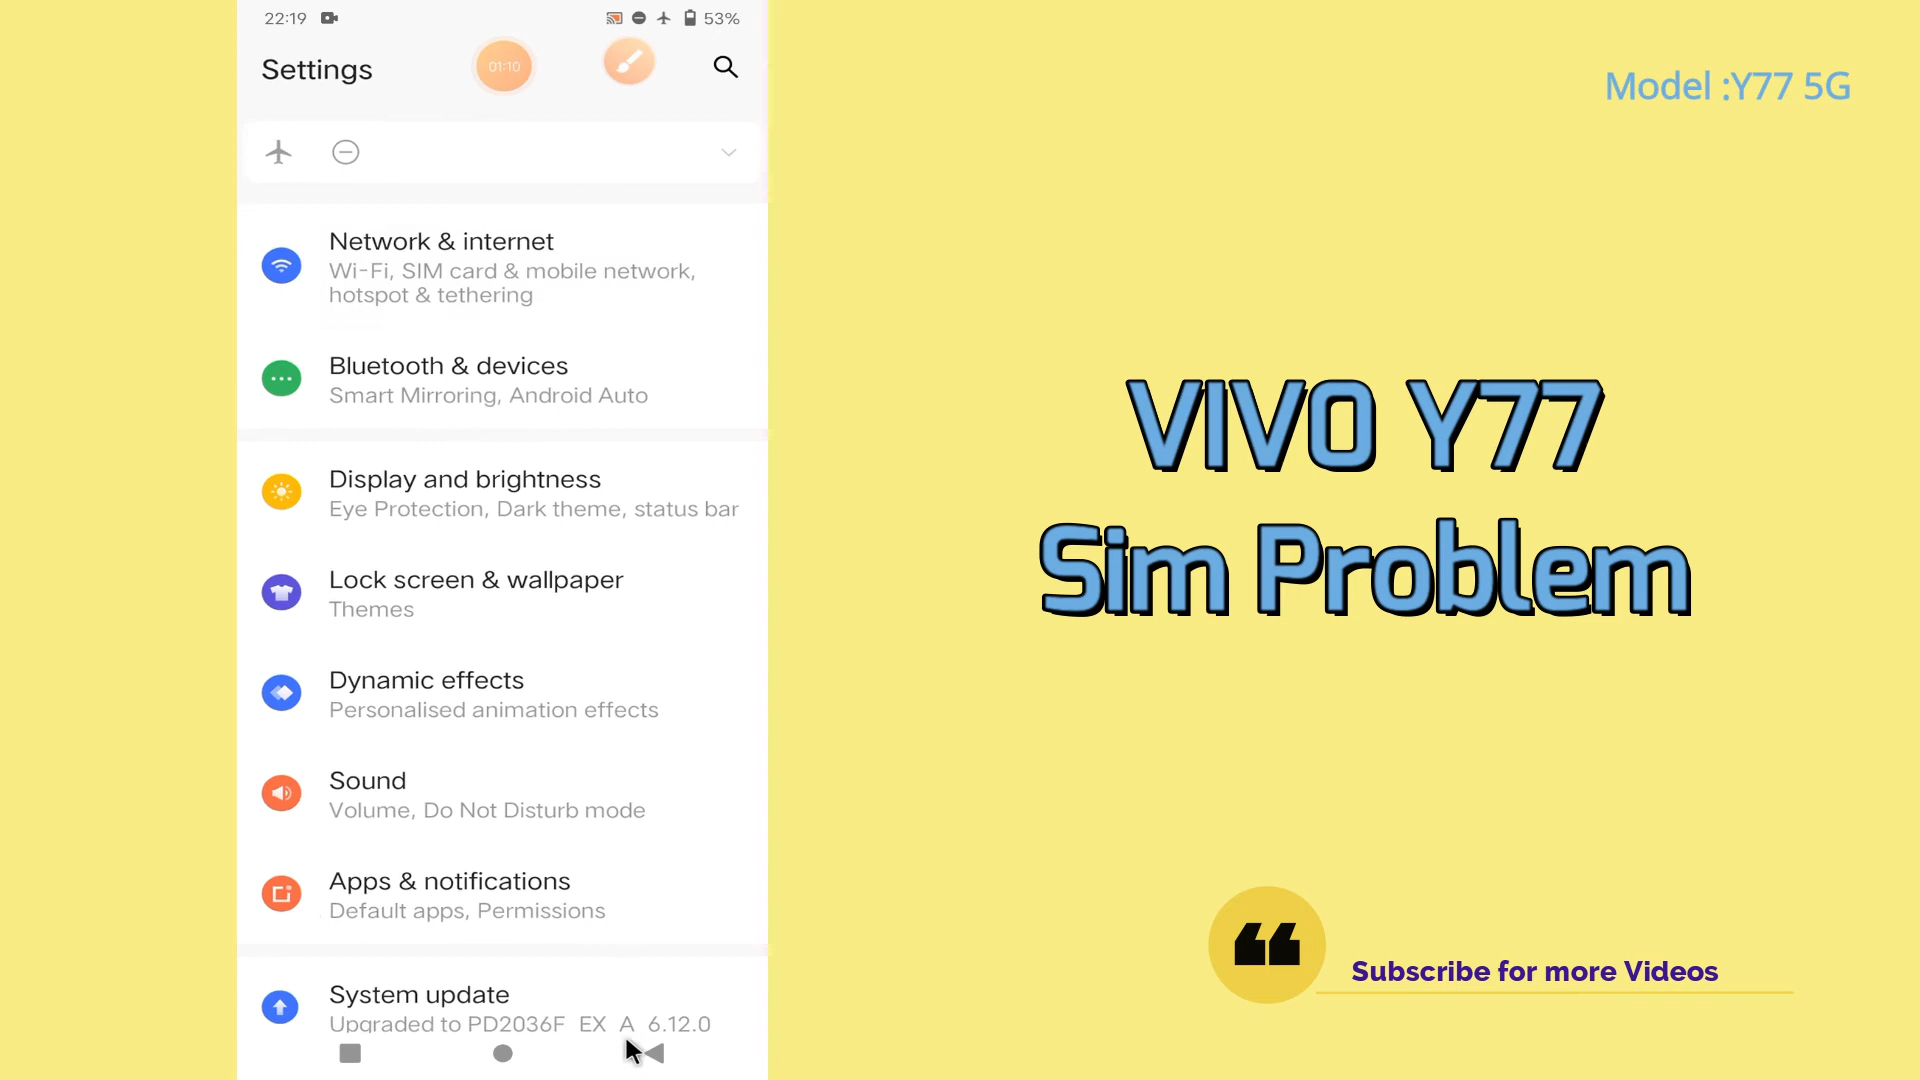 22:19
53%
Settings
01:10
Network & internet
Wi-Fi, SIM card & mobile network,
hotspot & tethering
Bluetooth & devices
Smart Mirroring, Android Auto
Display and brightness
Eye Protection, Dark theme, status bar
Lock screen & wallpaper
Themes
Dynamic effects
Personalised animation effects
Sound
Volume, Do Not Disturb mode
Apps & notifications
Default apps, Permissions
System update
Upgraded to PD2036F_EX_A_6.12.0
Model :Y77 5G
VIVO Y77
Sim Problem
Subscribe for more Videos